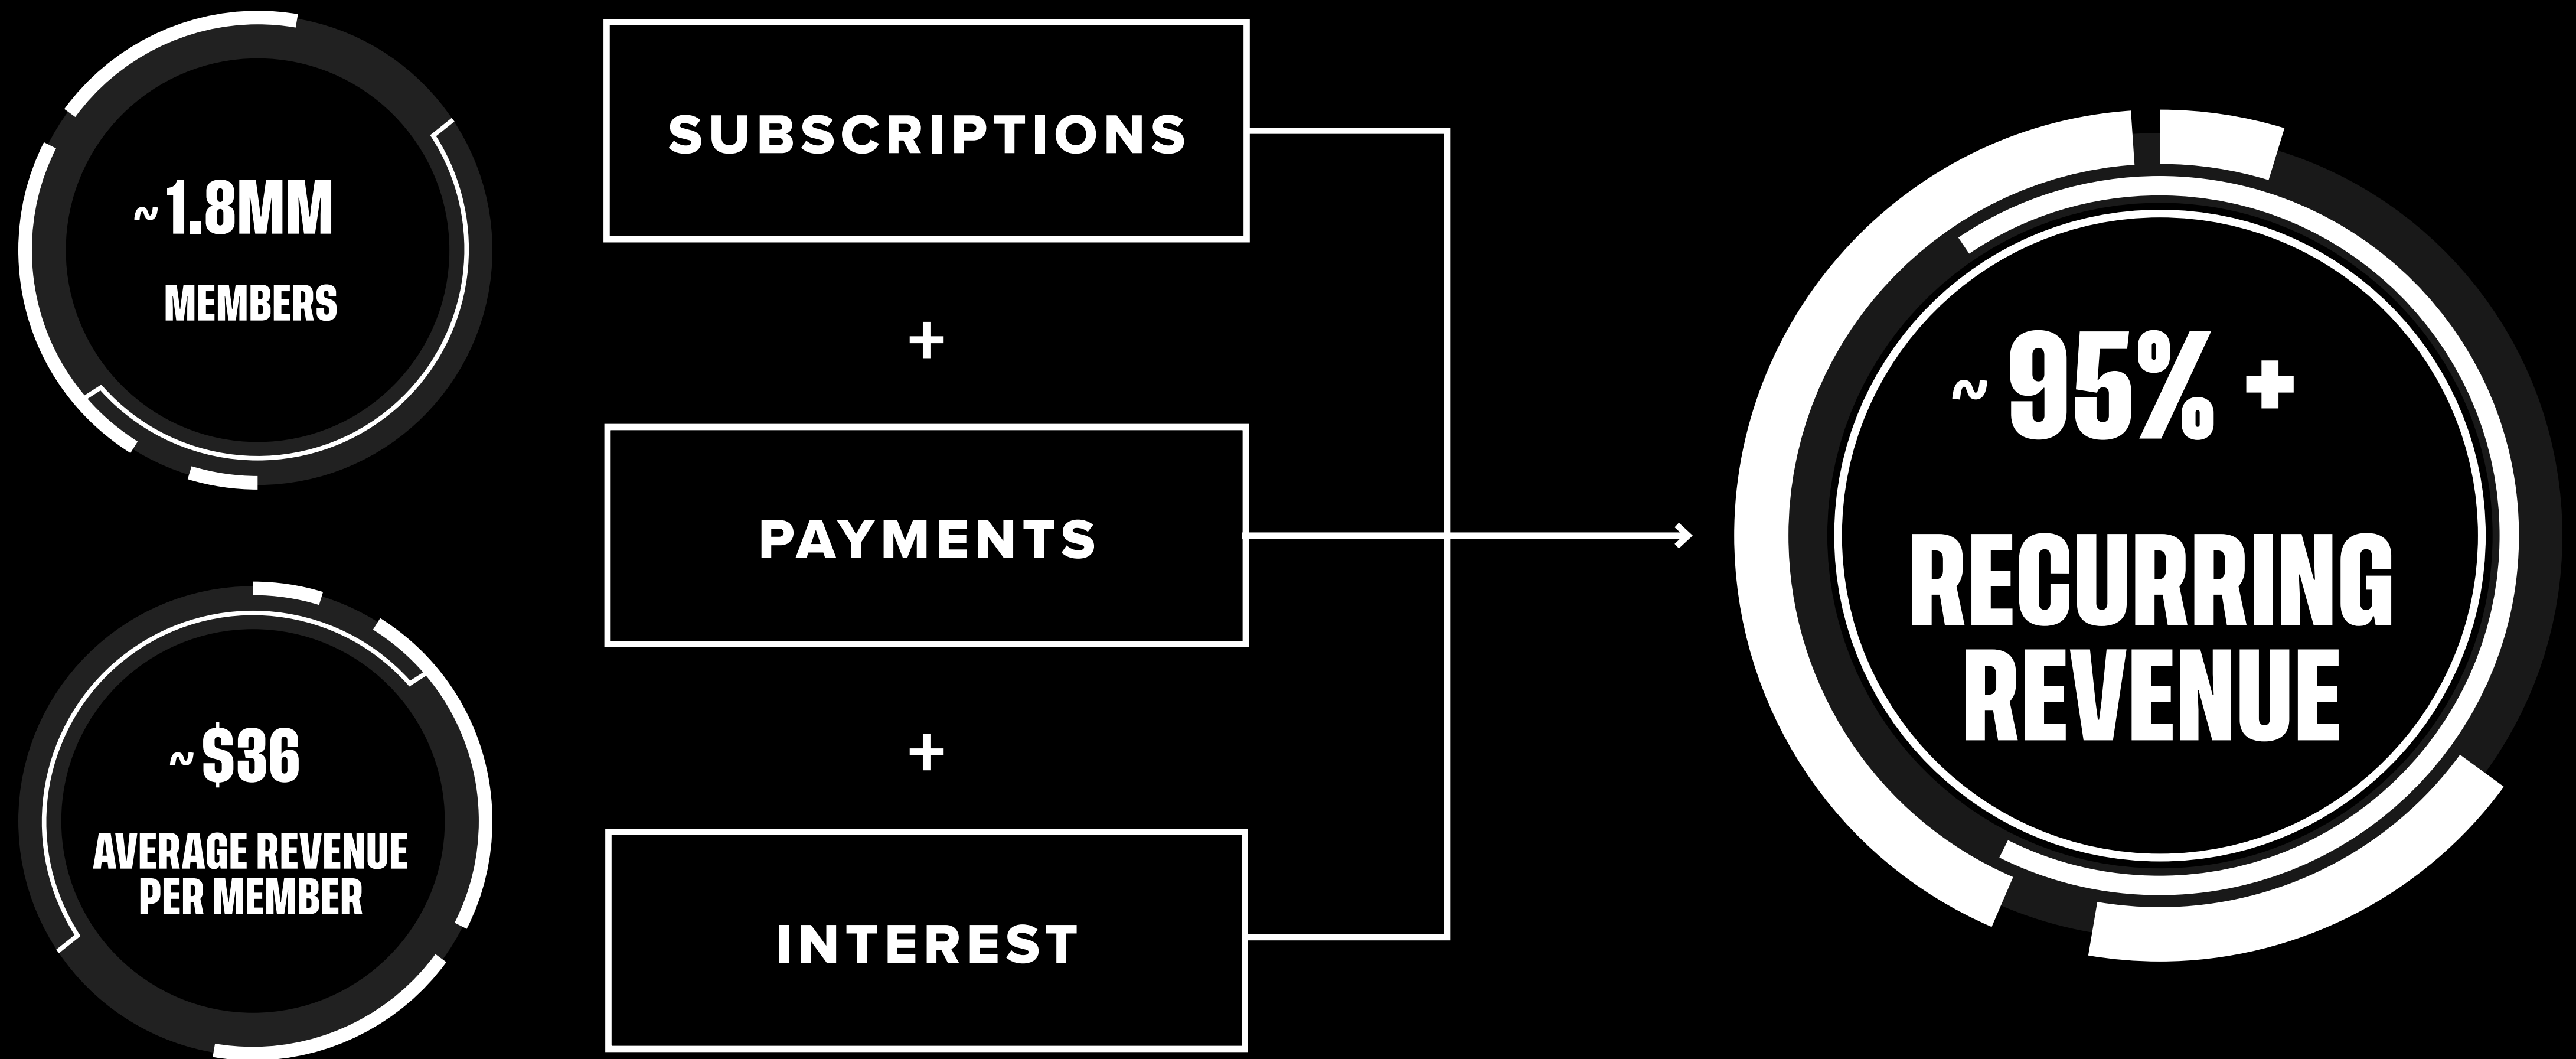 ~1.8MM
MEMBERS
~$36
AVERAGE REVENUE
PER MEMBER
SUBSCRIPTIONS
+
PAYMENTS
+
INTEREST
~95% +
RECURRING
REVENUE